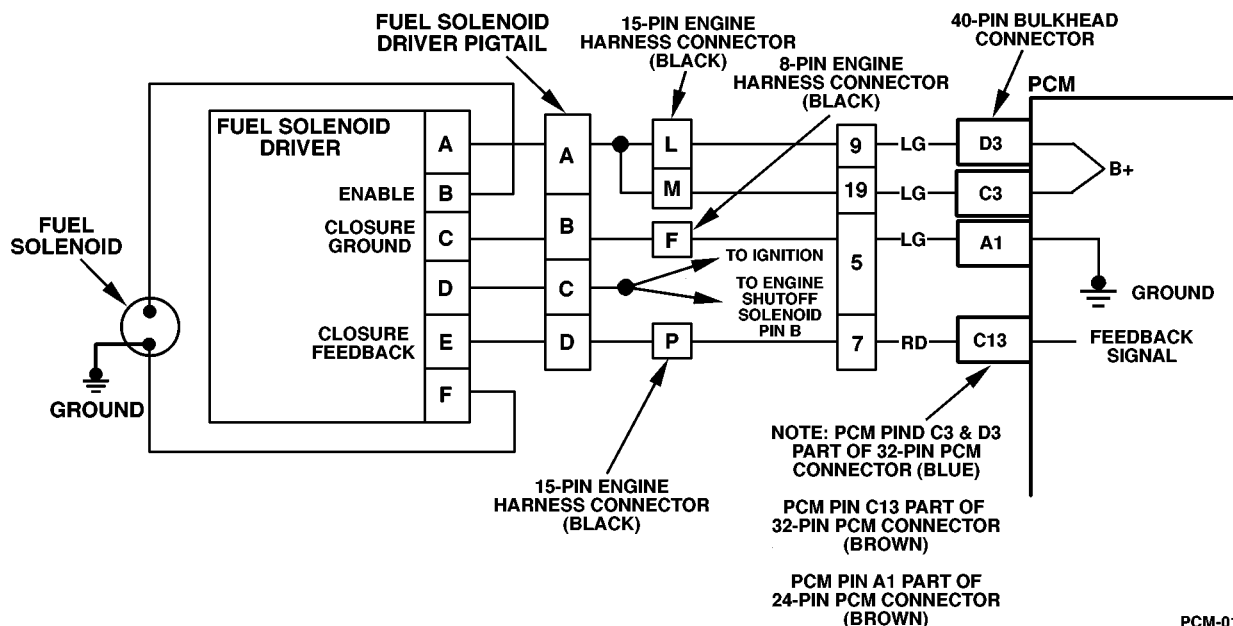 FUEL SOLENOID
DRIVER PIGTAIL
15-PIN ENGINE
HARNESS CONNECTOR
(BLACK)
8-PIN ENGINE
HARNESS CONNECTOR
(BLACK)
40-PIN BULKHEAD
CONNECTOR
PCM
FUEL SOLENOID
DRIVER
ENABLE
CLOSURE
GROUND
CLOSURE
FEEDBACK
A
B
C
D
E
F
A
B
C
D
L
M
F
P
9
19
5
7
LG
LG
LG
RD
D3
C3
A1
C13
B+
GROUND
FEEDBACK
SIGNAL
TO IGNITION
TO ENGINE
SHUTOFF
SOLENOID
PIN B
FUEL
SOLENOID
GROUND
15-PIN ENGINE
HARNESS CONNECTOR
(BLACK)
NOTE: PCM PIND C3 & D3
PART OF 32-PIN PCM
CONNECTOR (BLUE)
PCM PIN C13 PART OF
32-PIN PCM CONNECTOR
(BROWN)
PCM PIN A1 PART OF
24-PIN PCM CONNECTOR
(BROWN)